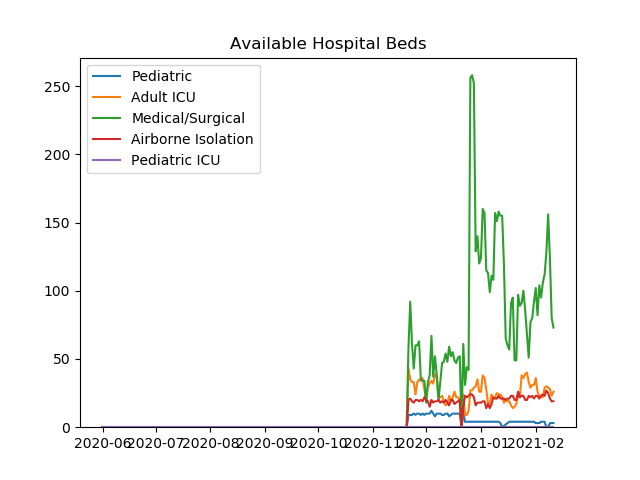 Available Hospital Beds
Pediatric
Adult ICU
Medical/Surgical
Airborne Isolation
Pediatric ICU
250
200
150
100
50
0
2020-06 2020-07 2020-08 2020-09 2020-10 2020-11 2020-12 2021-01 2021-02